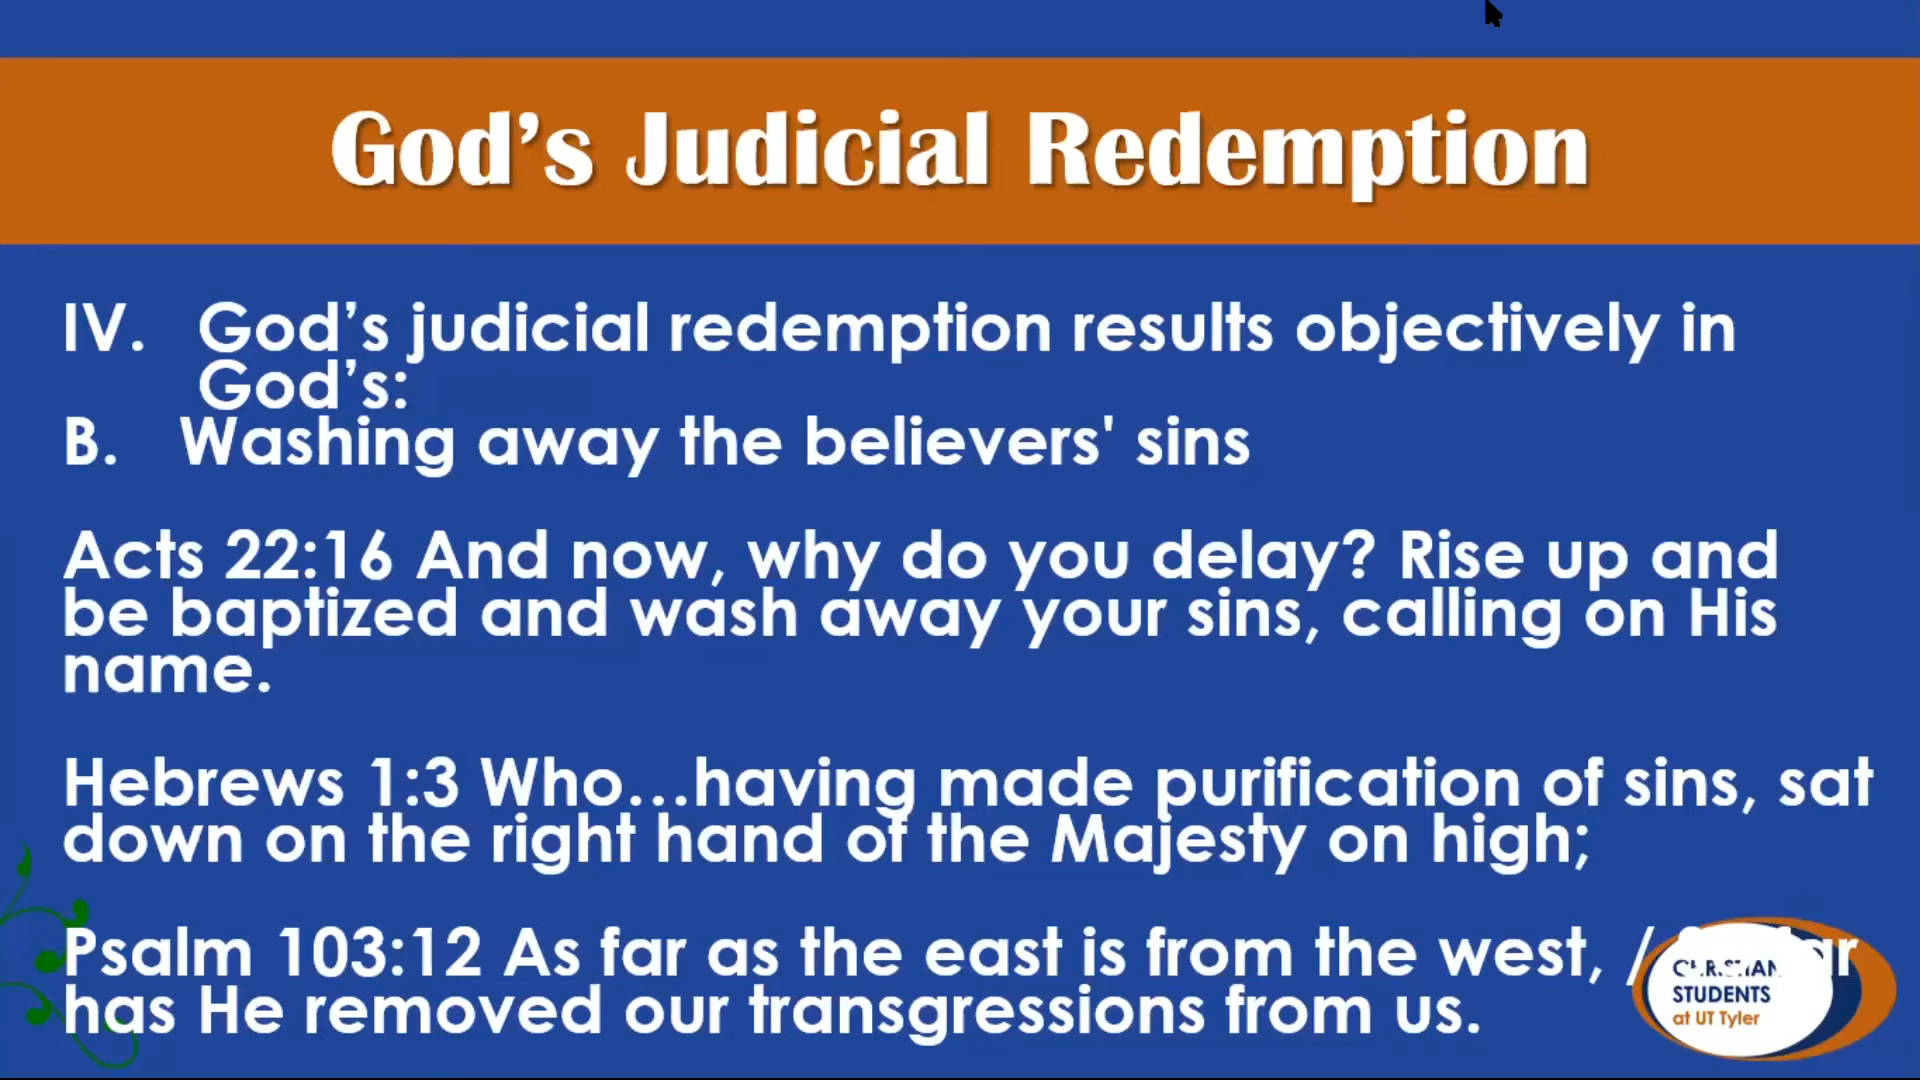 God’s Judicial Redemption
IV. God’s judicial redemption results objectively in
God’s:
B. Washing away the believers' sins
Acts 22:16 And now, why do you delay? Rise up and
be baptized and wash away your sins, calling on His
name.
Hebrews 1:3 Who…having made purification of sins, sat
down on the right hand of the Majesty on high;
Psalm 103:12 As far as the east is from the west, /
has He removed our transgressions from us.
CHRISTIAN
STUDENTS
at UT Tyler